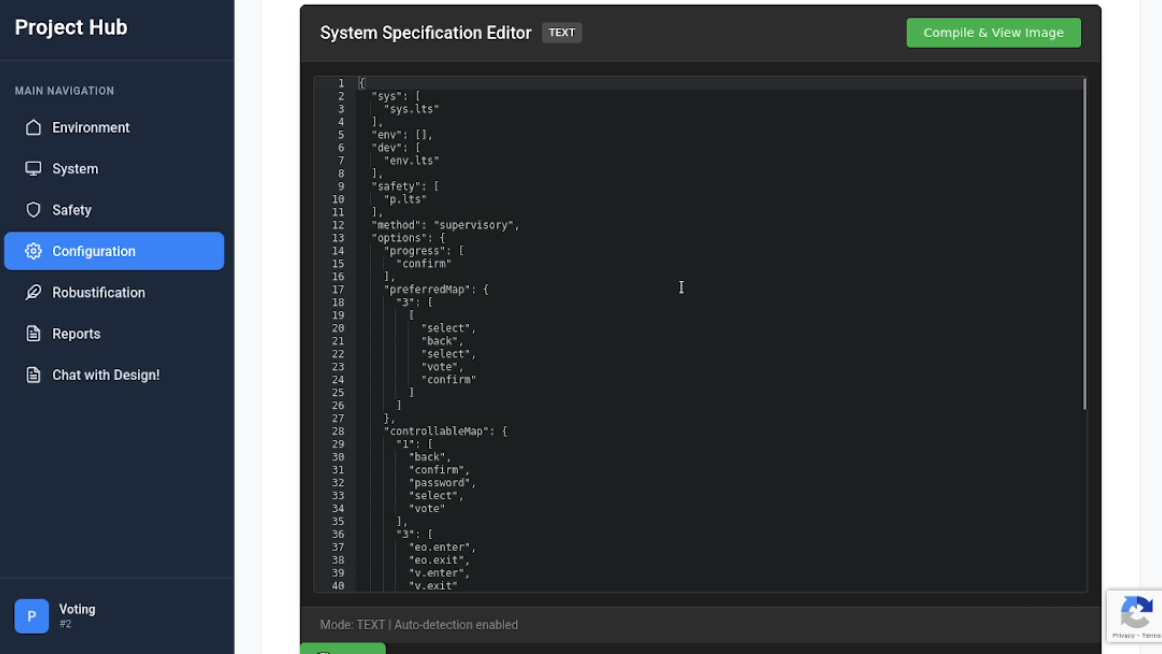 Project Hub
MAIN NAVIGATION
Environment
System
Safety
Configuration
Robustification
Reports
Chat with Design!
P
Voting
#2
System Specification Editor TEXT
Compile & View Image
1 {
2 "sys": [
3 "sys.lts"
4 ],
5 "env": [],
6 "dev": [
7 "env.lts"
8 ],
9 "safety": [
10 "p.lts"
11 ],
12 "method": "supervisory",
13 "options": {
14 "progress": [
15 "confirm"
16 ],
17 "preferredMap": {
18 "3": [
19 [
20 "select",
21 "back",
22 "select",
23 "vote",
24 "confirm"
25 ]
26 ]
27 },
28 "controllableMap": {
29 "1": [
30 "back",
31 "confirm",
32 "password",
33 "select",
34 "vote"
35 ],
36 "3": [
37 "eo.enter",
38 "eo.exit",
39 "v.enter",
40 "v.exit"
Mode: TEXT | Auto-detection enabled
Privacy - Terms